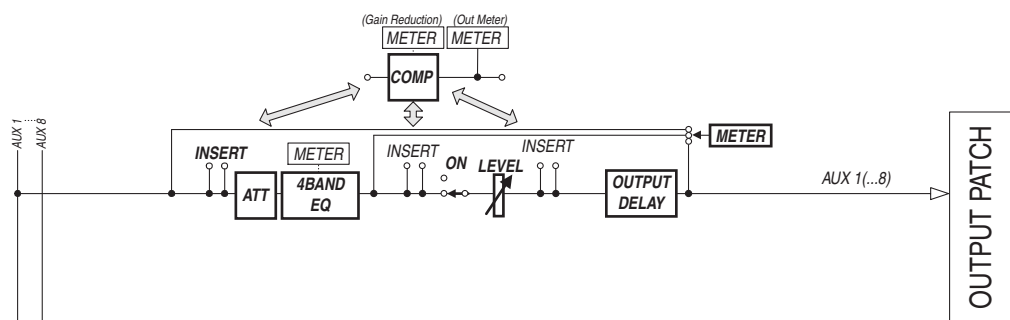 (Gain Reduction) (Out Meter)
METER METER
COMP
AUX 1
AUX 8
METER
INSERT
METER
INSERT
ON
LEVEL
INSERT
ATT
4BAND
EQ
OUTPUT
DELAY
AUX 1(...8)
OUTPUT PATCH